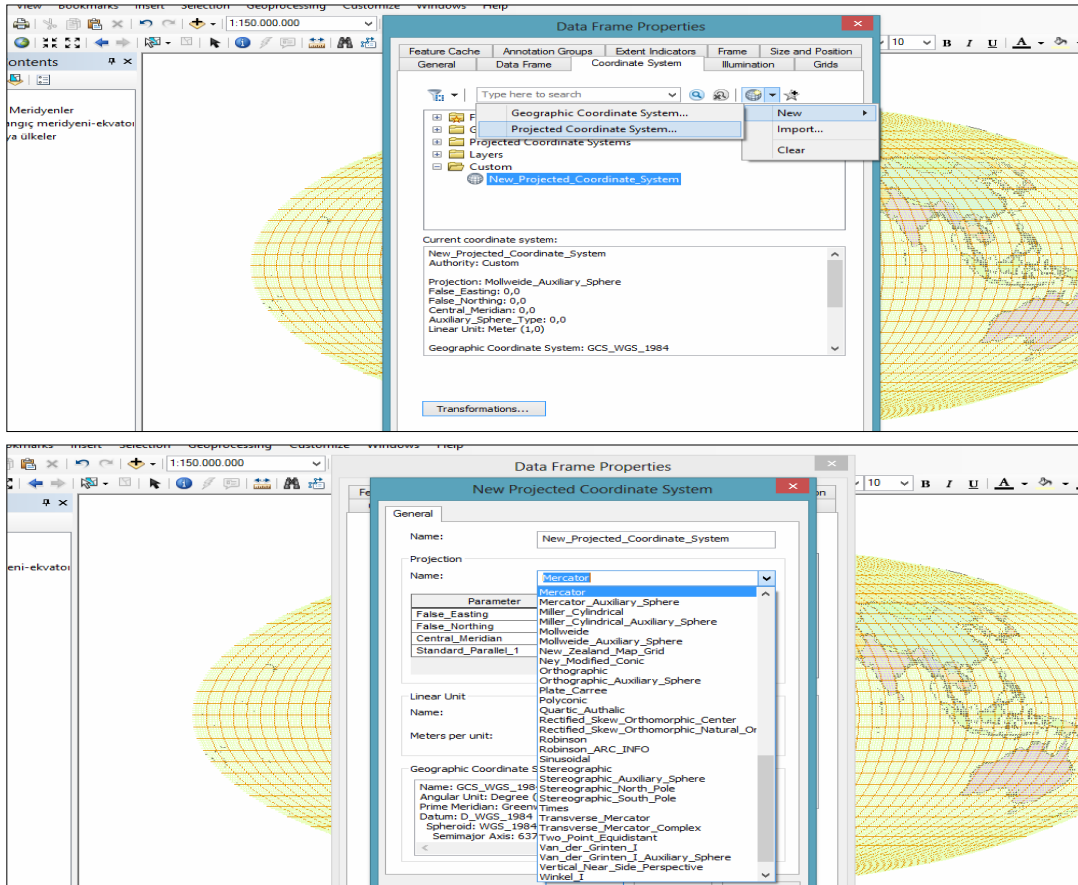 View Bookmarks Insert Selection Geoprocessing Customize Windows Help
1:150.000.000
10 B I U A
ontents
Meridyenler
angıç meridyeni-ekvator
ya ülkeler
Data Frame Properties
Feature Cache Annotation Groups Extent Indicators Frame Size and Position
General Data Frame Coordinate System Illumination Grids
Type here to search
Geographic Coordinate System...
Projected Coordinate System...
New
Import...
Clear
F
G
Projected Coordinate Systems
Layers
Custom
New_Projected_Coordinate_System
Current coordinate system:
New_Projected_Coordinate_System
Authority: Custom
Projection: Mollweide_Auxiliary_Sphere
False_Easting: 0,0
False_Northing: 0,0
Central_Meridian: 0,0
Auxiliary_Sphere_Type: 0,0
Linear Unit: Meter (1,0)
Geographic Coordinate System: GCS_WGS_1984
Transformations...
Bookmarks Insert Selection Geoprocessing Customize Windows Help
1:150.000.000
10 B I U A
eni-ekvator
Data Frame Properties
Fe
on
New Projected Coordinate System
General
Name: New_Projected_Coordinate_System
Projection
Name: Mercator
Parameter
False_Easting
False_Northing
Central_Meridian
Standard_Parallel_1
Mercator
Mercator_Auxiliary_Sphere
Miller_Cylindrical
Miller_Cylindrical_Auxiliary_Sphere
Mollweide
Mollweide_Auxiliary_Sphere
New_Zealand_Map_Grid
Ney_Modified_Conic
Orthographic
Orthographic_Auxiliary_Sphere
Plate_Carree
Polyconic
Quartic_Authalic
Rectified_Skew_Orthomorphic_Center
Rectified_Skew_Orthomorphic_Natural_Or
Robinson
Robinson_ARC_INFO
Sinusoidal
Stereographic
Stereographic_Auxiliary_Sphere
Stereographic_North_Pole
Stereographic_South_Pole
Times
Transverse_Mercator
Transverse_Mercator_Complex
Two_Point_Equidistant
Van_der_Grinten_I
Van_der_Grinten_I_Auxiliary_Sphere
Vertical_Near_Side_Perspective
Winkel_I
Linear Unit
Name:
Meters per unit:
Geographic Coordinate S
Name: GCS_WGS_198
Angular Unit: Degree (
Prime Meridian: Greenw
Datum: D_WGS_1984
Spheroid: WGS_1984
Semimajor Axis: 637